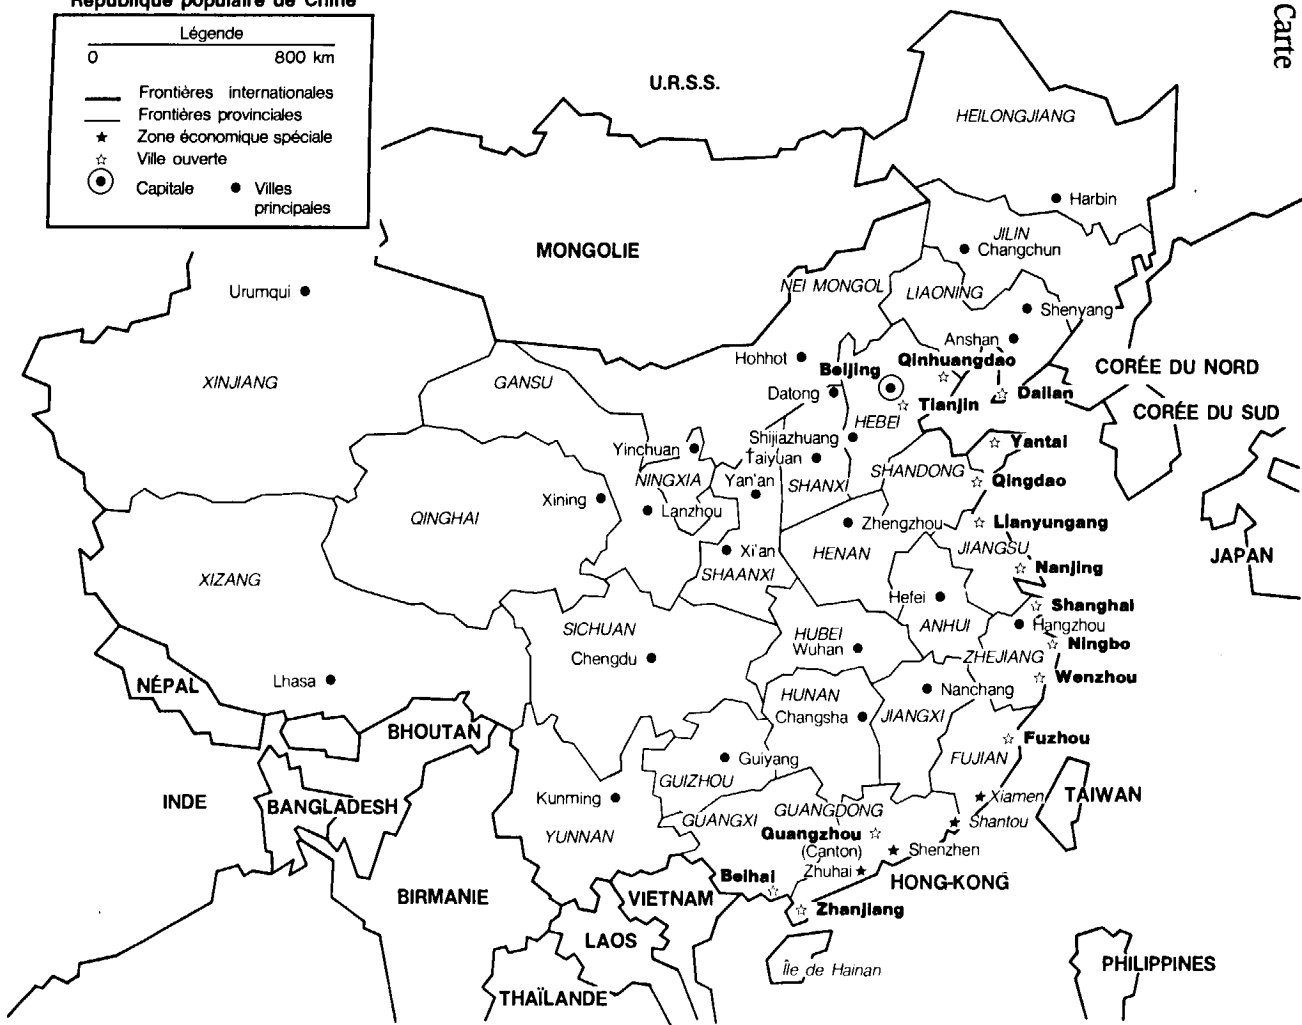 République populaire de Chine
Carte
Légende
0 800 km
Frontières internationales
Frontières provinciales
Zone économique spéciale
Ville ouverte
Capitale
Villes
principales
U.R.S.S.
HEILONGJIANG
Harbin
MONGOLIE
JILIN
Changchun
Urumqui
NEI MONGOL
LIAONING
Shenyang
Anshan
Hohhot
Qinhuangdao
Beijing
CORÉE DU NORD
XINJIANG
GANSU
Datong
Tianjin
Dailan
CORÉE DU SUD
HEBEI
Shijiazhuang
Yantai
Yinchuan
Taiyuan
SHANDONG
NINGXIA
Yan'an
SHANXI
Qingdao
Xining
Lanzhou
QINGHAI
Zhengzhou
Lianyungang
Xi'an
HENAN
JIANGSU
JAPAN
XIZANG
SHAANXI
Nanjing
Hefei
Shanghai
SICHUAN
HUBEI
ANHUI
Hangzhou
Wuhan
Ningbo
Chengdu
ZHEJIANG
Lhasa
NÉPAL
HUNAN
Nanchang
Wenzhou
Changsha
JIANGXI
BHOUTAN
Fuzhou
Guiyang
FUJIAN
GUIZHOU
INDE
BANGLADESH
Kunming
Xiamen
TAIWAN
GUANGXI
GUANGDONG
Shantou
YUNNAN
Guangzhou
(Canton)
Shenzhen
Zhuhai
Beihai
HONG-KONG
BIRMANIE
VIETNAM
Zhanjiang
LAOS
Île de Hainan
PHILIPPINES
THAÏLANDE